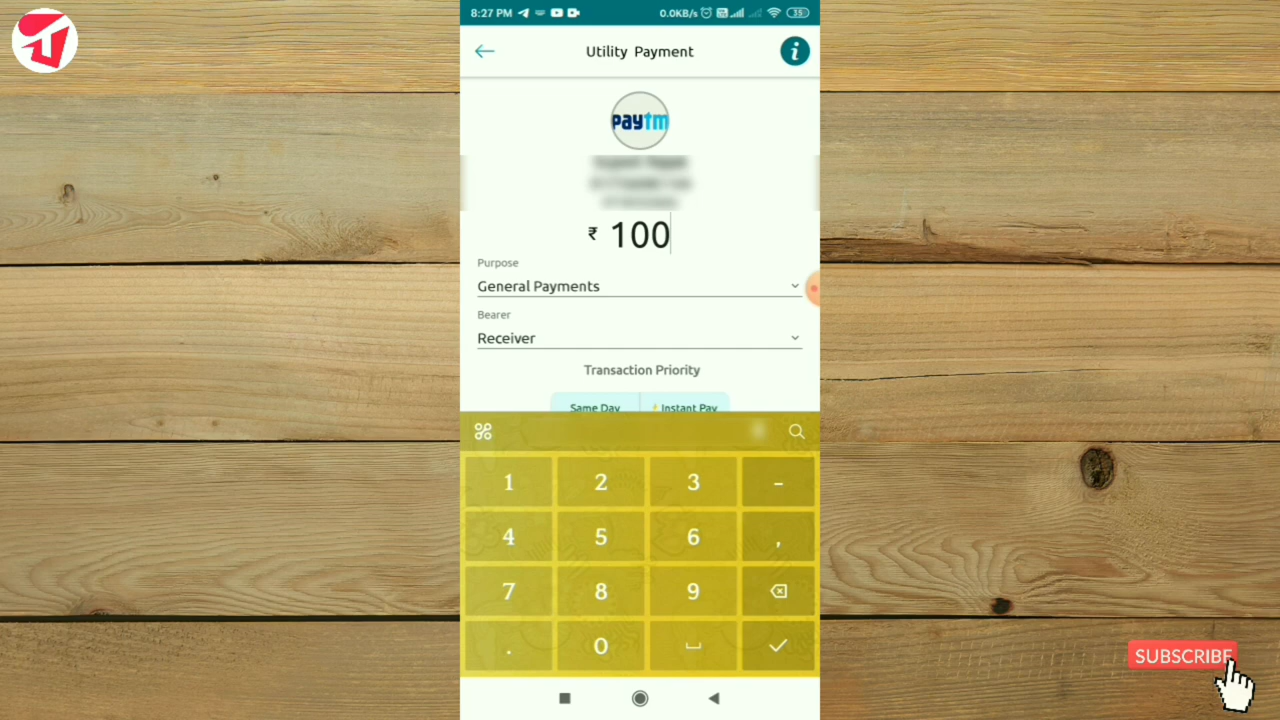 8:27 PM
0.0KB/s
35
Utility Payment
paytm
₹ 100
Purpose
General Payments
Bearer
Receiver
Transaction Priority
Same Day
Instant Pay
1 2 3 -
4 5 6 ,
7 8 9
. 0
SUBSCRIBE